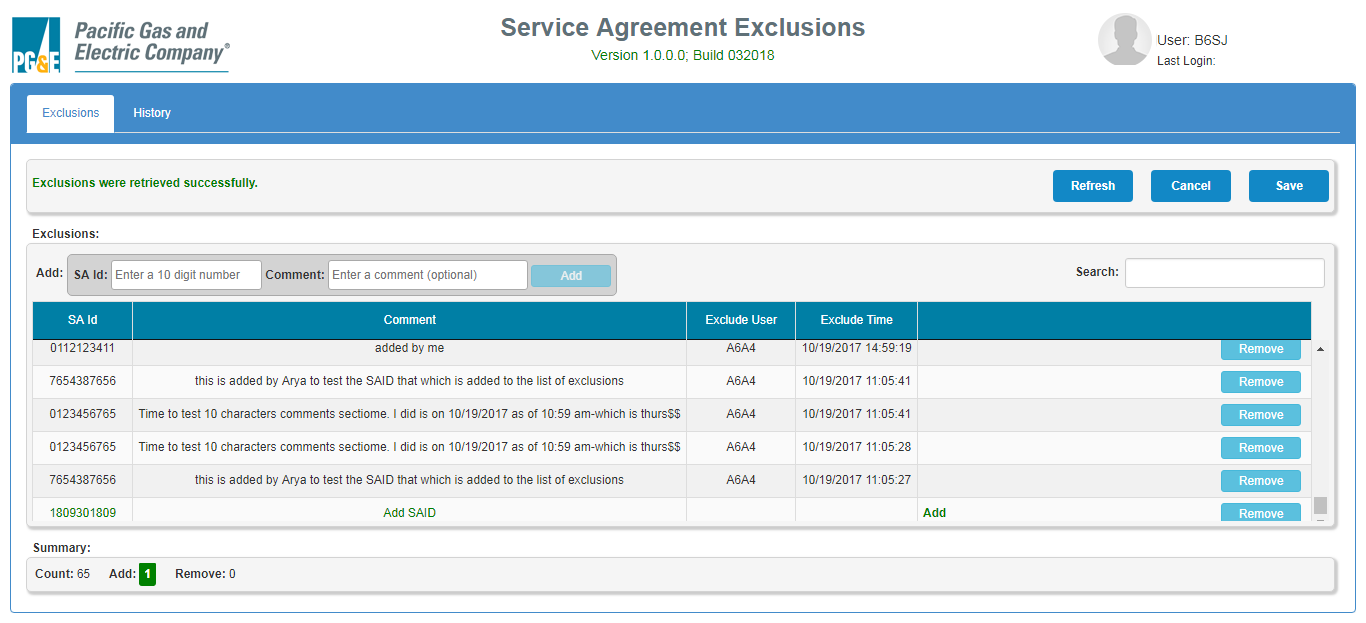 PG&E Pacific Gas and
Electric Company®
Service Agreement Exclusions
Version 1.0.0.0; Build 032018
User: B6SJ
Last Login:
Exclusions History
Exclusions were retrieved successfully. Refresh Cancel Save
Exclusions:
Add: SA Id: Enter a 10 digit number Comment: Enter a comment (optional) Add Search:
SA Id Comment Exclude User Exclude Time
0112123411 added by me A6A4 10/19/2017 14:59:19 Remove
7654387656 this is added by Arya to test the SAID that which is added to the list of exclusions A6A4 10/19/2017 11:05:41 Remove
0123456765 Time to test 10 characters comments sectiome. I did is on 10/19/2017 as of 10:59 am-which is thurs$$ A6A4 10/19/2017 11:05:41 Remove
0123456765 Time to test 10 characters comments sectiome. I did is on 10/19/2017 as of 10:59 am-which is thurs$$ A6A4 10/19/2017 11:05:28 Remove
7654387656 this is added by Arya to test the SAID that which is added to the list of exclusions A6A4 10/19/2017 11:05:27 Remove
1809301809 Add SAID Add Remove
Summary:
Count: 65 Add: 1 Remove: 0